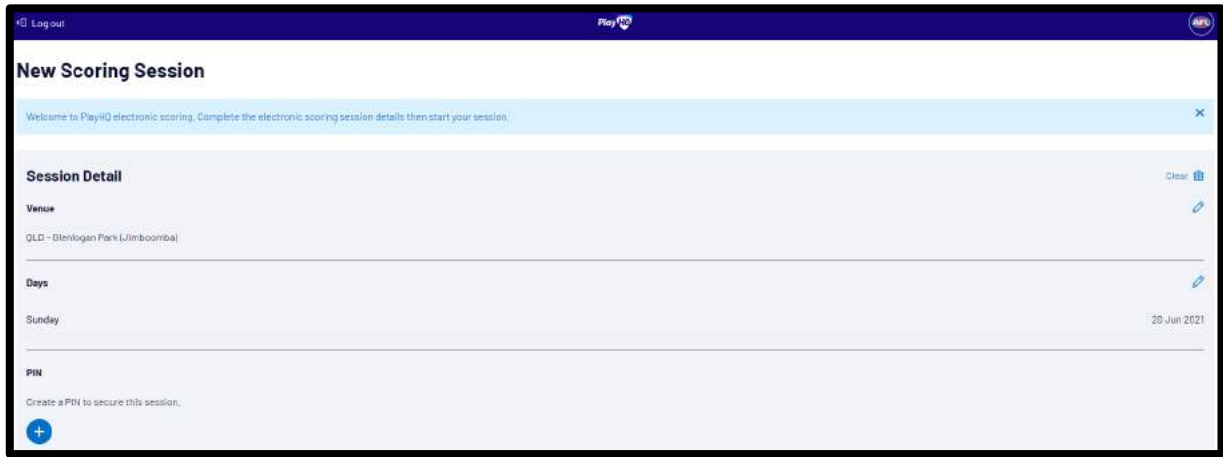 Log out
PlayHQ
AFL
New Scoring Session
Welcome to PlayHQ electronic scoring. Complete the electronic scoring session details then start your session.
Session Detail
Clear
Venue
QLD - Glenlogan Park (Jimboomba)
Days
Sunday
20 Jun 2021
PIN
Create a PIN to secure this session.